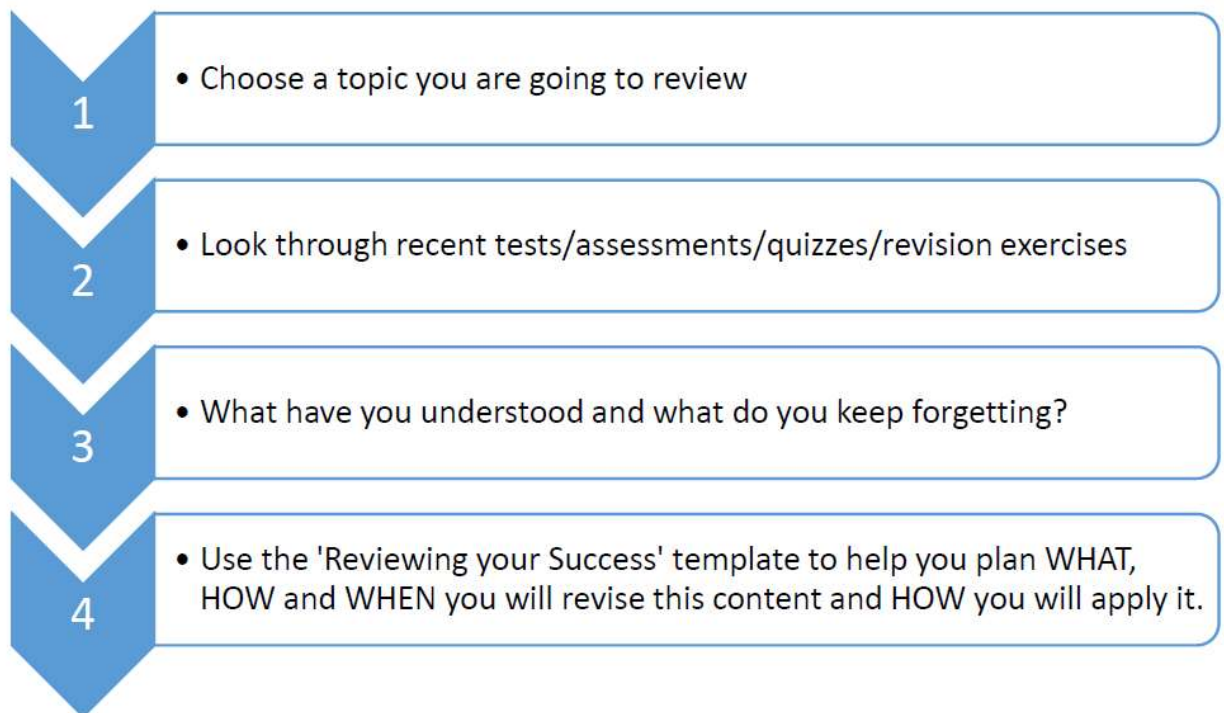 1
• Choose a topic you are going to review
2
• Look through recent tests/assessments/quizzes/revision exercises
3
• What have you understood and what do you keep forgetting?
4
• Use the 'Reviewing your Success' template to help you plan WHAT,
HOW and WHEN you will revise this content and HOW you will apply it.